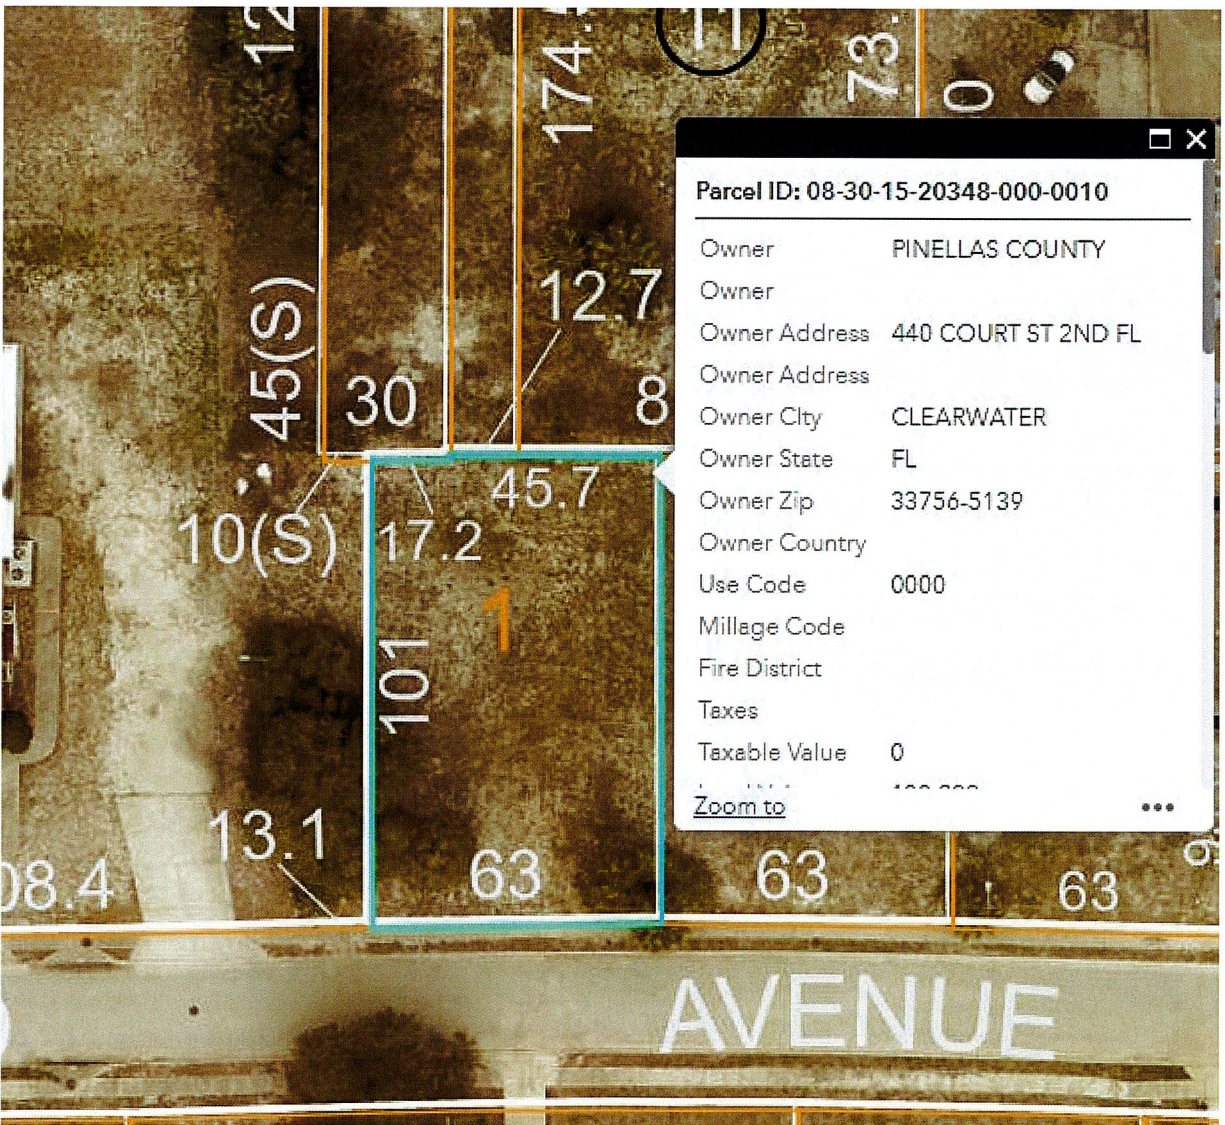 12
174.
11
73.
0
Parcel ID: 08-30-15-20348-000-0010
Owner PINELLAS COUNTY
Owner
Owner Address 440 COURT ST 2ND FL
Owner Address
Owner City CLEARWATER
Owner State FL
Owner Zip 33756-5139
Owner Country
Use Code 0000
Millage Code
Fire District
Taxes
Taxable Value 0
Zoom to
12.7
45(S)
30
8
45.7
10(S)
17.2
1
101
13.1
08.4
63
63
63
AVENUE